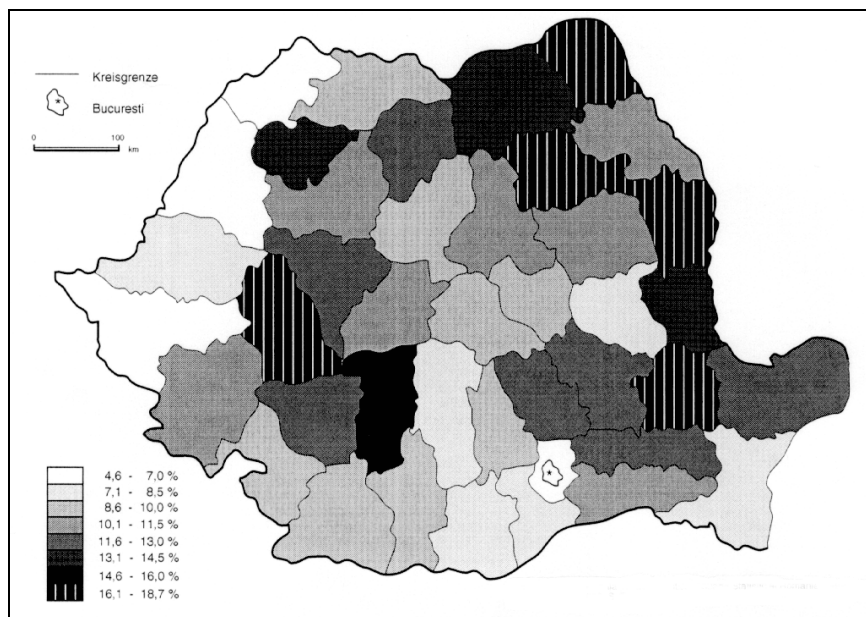 Kreisgrenze
Bucuresti
0 100
km
4,6 - 7,0 %
7,1 - 8,5 %
8,6 - 10,0 %
10,1 - 11,5 %
11,6 - 13,0 %
13,1 - 14,5 %
14,6 - 16,0 %
16,1 - 18,7 %